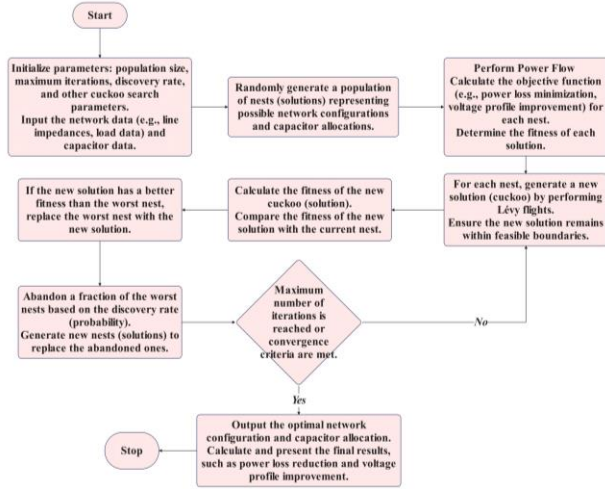 Start
Initialize parameters: population size,
maximum iterations, discovery rate,
and other cuckoo search
parameters.
Input the network data (e.g., line
impedances, load data) and
capacitor data.
Randomly generate a population
of nests (solutions) representing
possible network configurations
and capacitor allocations.
Perform Power Flow
Calculate the objective function
(e.g., power loss minimization,
voltage profile improvement) for
each nest.
Determine the fitness of each
solution.
For each nest, generate a new
solution (cuckoo) by performing
Lévy flights.
Ensure the new solution remains
within feasible boundaries.
Calculate the fitness of the new
cuckoo (solution).
Compare the fitness of the new
solution with the current nest.
If the new solution has a better
fitness than the worst nest,
replace the worst nest with the
new solution.
Abandon a fraction of the worst
nests based on the discovery rate
(probability).
Generate new nests (solutions) to
replace the abandoned ones.
Maximum
number of
iterations is
reached or
convergence
criteria are met.
No
Yes
Output the optimal network
configuration and capacitor allocation.
Calculate and present the final results,
such as power loss reduction and voltage
profile improvement.
Stop